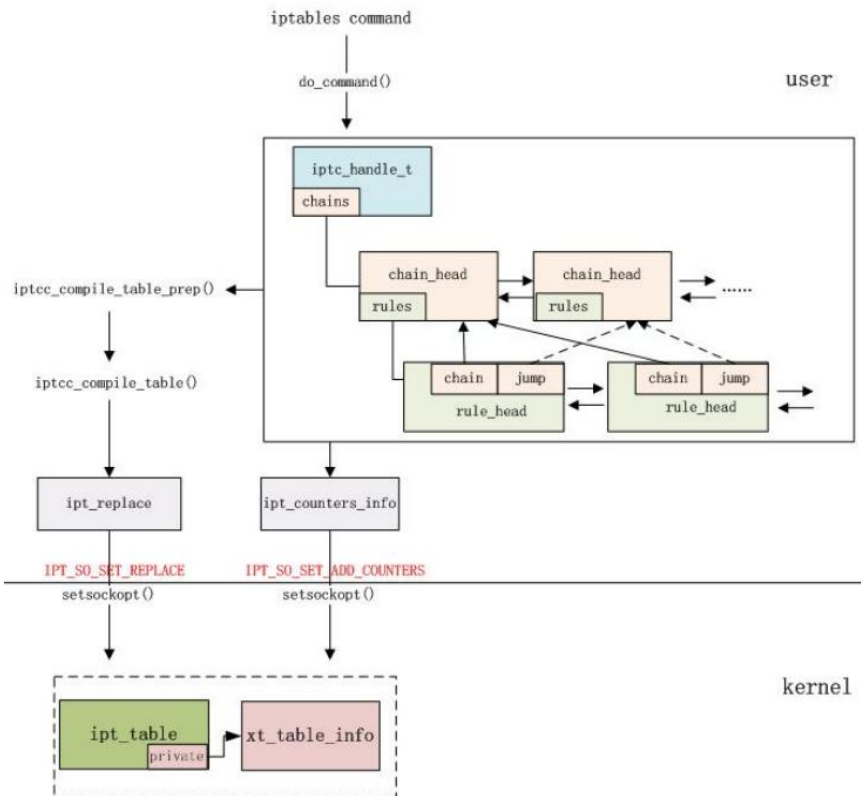 iptables command
do_command()
user
iptc_handle_t
chains
chain_head
chain_head
iptcc_compile_table_prep()
......
rules
rules
chain
jump
chain
jump
iptcc_compile_table()
rule_head
rule_head
ipt_replace
ipt_counters_info
IPT_SO_SET_REPLACE
IPT_SO_SET_ADD_COUNTERS
setsockopt()
setsockopt()
kernel
ipt_table
xt_table_info
private